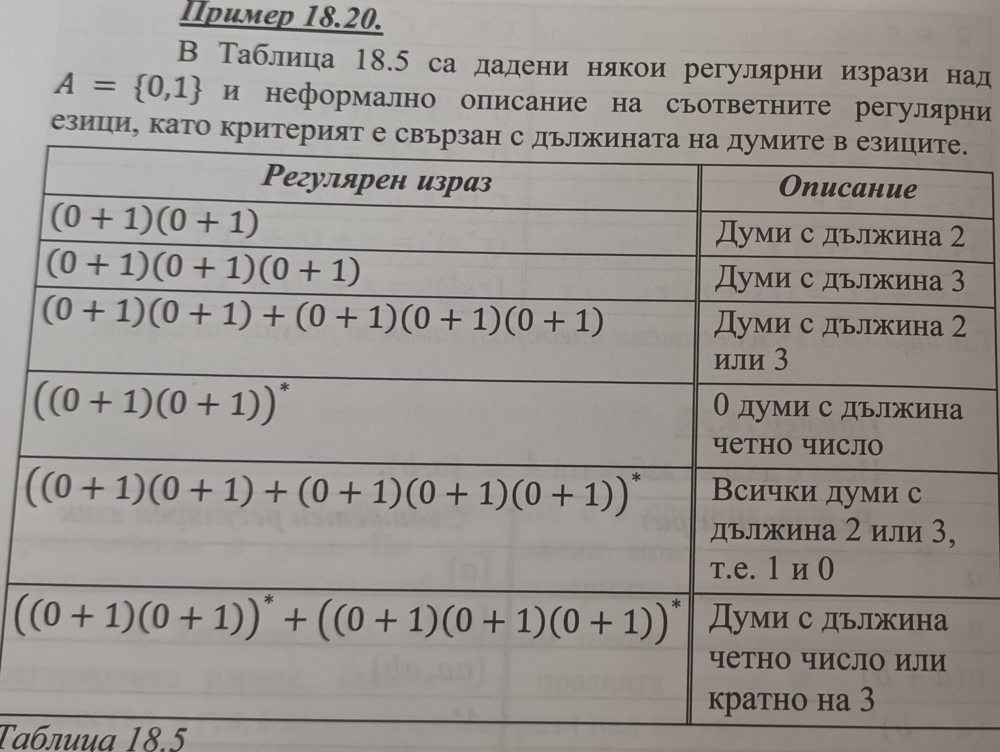 Пример 18.20.
В Таблица 18.5 са дадени някои регулярни изрази над
A = {0,1} и неформално описание на съответните регулярни
езици, като критерият е свързан с дължината на думите в езиците.
Регулярен израз
Описание
(0 + 1)(0 + 1)
Думи с дължина 2
(0 + 1)(0 + 1)(0 + 1)
Думи с дължина 3
(0 + 1)(0 + 1) + (0 + 1)(0 + 1)(0 + 1)
Думи с дължина 2
или 3
((0 + 1)(0 + 1))*
0 думи с дължина
четно число
((0 + 1)(0 + 1) + (0 + 1)(0 + 1)(0 + 1))*
Всички думи с
дължина 2 или 3,
т.е. 1 и 0
((0 + 1)(0 + 1))* + ((0 + 1)(0 + 1)(0 + 1))*
Думи с дължина
четно число или
кратно на 3
Таблица 18.5